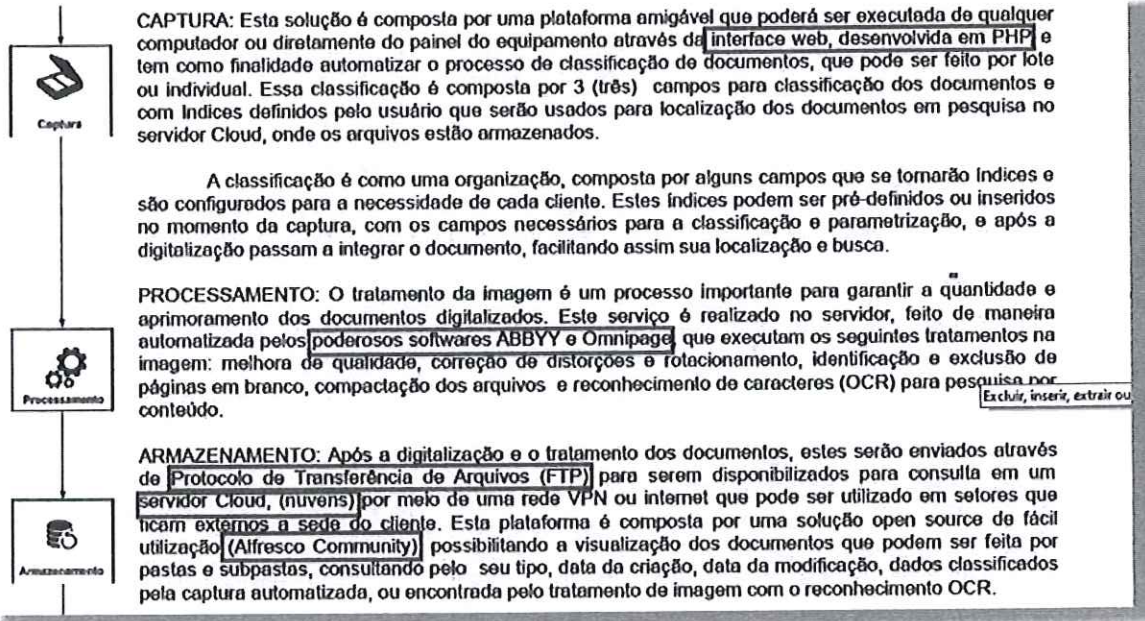 CAPTURA: Esta solução é composta por uma plataforma amigável que poderá ser executada de qualquer
computador ou diretamente do painel do equipamento através da interface web, desenvolvida em PHP e
tem como finalidade automatizar o processo de classificação de documentos, que pode ser feito por lote
ou individual. Essa classificação é composta por 3 (três) campos para classificação dos documentos e
com Indices definidos pelo usuário que serão usados para localização dos documentos em pesquisa no
servidor Cloud, onde os arquivos estão armazenados.
Captura
A classificação é como uma organização, composta por alguns campos que se tornarão Indices e
são configurados para a necessidade de cada cliente. Estes índices podem ser pré-definidos ou inseridos
no momento da captura, com os campos necessários para a classificação e parametrização, e após a
digitalização passam a integrar o documento, facilitando assim sua localização e busca.
PROCESSAMENTO: O tratamento da imagem é um processo importante para garantir a quantidade e
aprimoramento dos documentos digitalizados. Este serviço é realizado no servidor, feito de maneira
automatizada pelos poderosos softwares ABBYY e Omnipage, que executam os seguintes tratamentos na
imagem: melhora de qualidade, correção de distorções e rotacionamento, identificação e exclusão de
páginas em branco, compactação dos arquivos e reconhecimento de caracteres (OCR) para pesquisa por
conteúdo.
Processamento
Excluir, inserir, extrair ou
ARMAZENAMENTO: Após a digitalização e o tratamento dos documentos, estes serão enviados através
de Protocolo de Transferência de Arquivos (FTP) para serem disponibilizados para consulta em um
servidor Cloud, (nuvens) por meio de uma rede VPN ou internet que pode ser utilizado em setores que
ficam externos a sede do cliente. Esta plataforma é composta por uma solução open source de fácil
utilização (Alfresco Community) possibilitando a visualização dos documentos que podem ser feita por
pastas e subpastas, consultando pelo seu tipo, data da criação, data da modificação, dados classificados
pela captura automatizada, ou encontrada pelo tratamento de imagem com o reconhecimento OCR.
Armazenamento